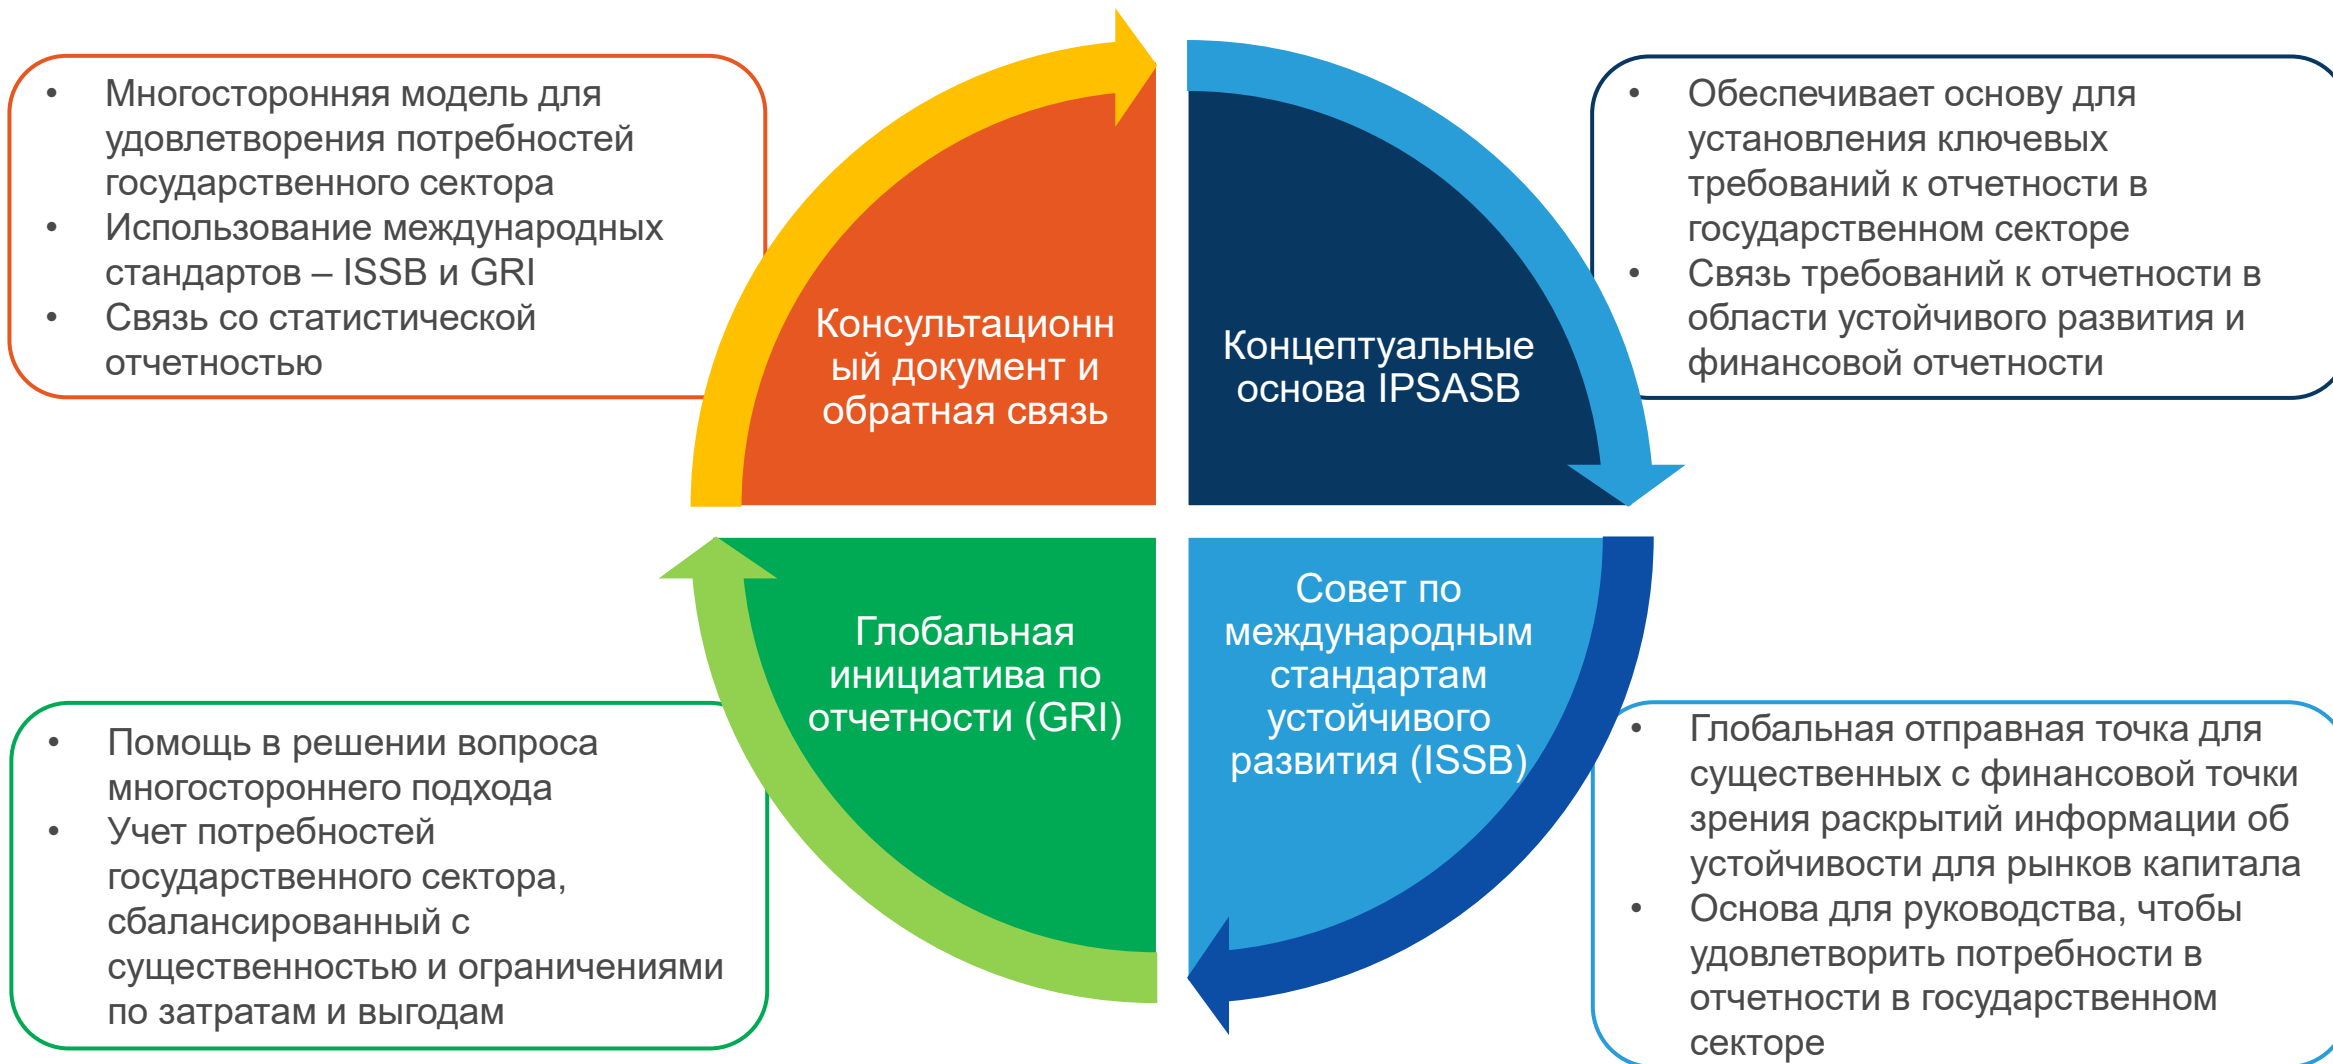 • Многосторонняя модель для
удовлетворения потребностей
государственного сектора
• Использование международных
стандартов – ISSB и GRI
• Связь со статистической
отчетностью
Консультационн
ый документ и
обратная связь
Концептуальные
основа IPSASB
• Обеспечивает основу для
установления ключевых
требований к отчетности в
государственном секторе
• Связь требований к отчетности в
области устойчивого развития и
финансовой отчетности
• Помощь в решении вопроса
многостороннего подхода
• Учет потребностей
государственного сектора,
сбалансированный с
существенностью и ограничениями
по затратам и выгодам
Глобальная
инициатива по
отчетности (GRI)
Совет по
международным
стандартам
устойчивого
развития (ISSB)
• Глобальная отправная точка для
существенных с финансовой точки
зрения раскрытий информации об
устойчивости для рынков капитала
• Основа для руководства, чтобы
удовлетворить потребности в
отчетности в государственном
секторе